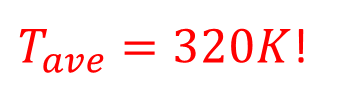 T_ave = 320K!